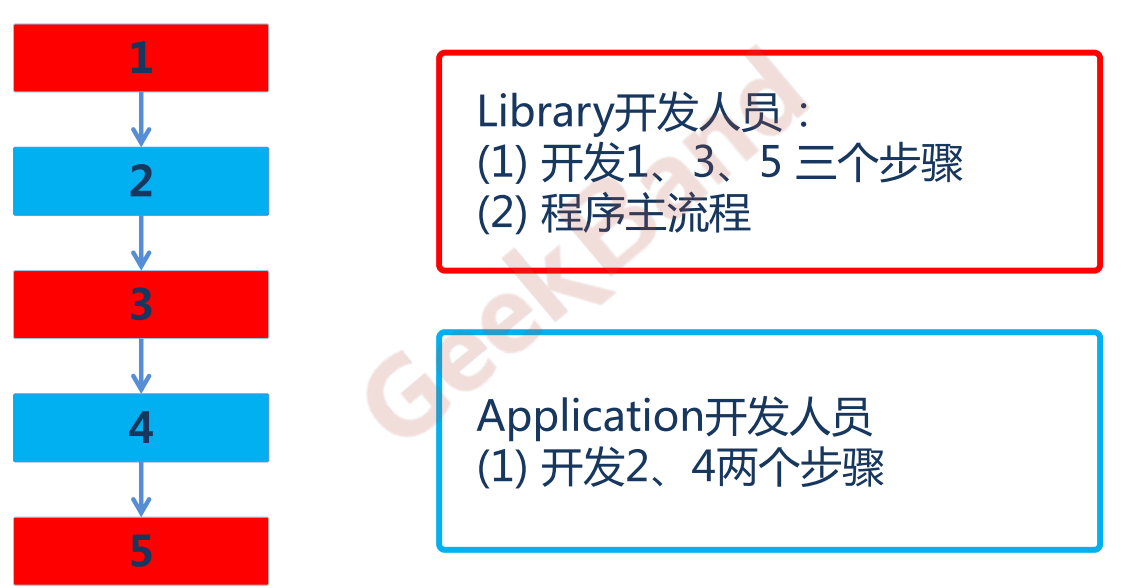 1
2
3
4
5
Library开发人员：
(1) 开发1、3、5 三个步骤
(2) 程序主流程
Application开发人员
(1) 开发2、4两个步骤
GeekBand